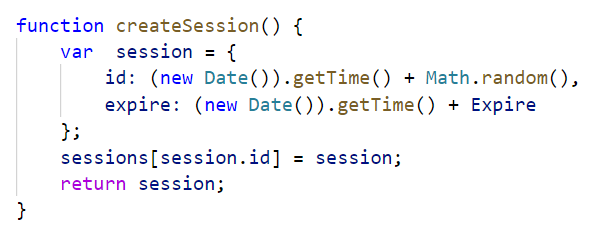 function createSession() {
    var  session = {
        id: (new Date()).getTime() + Math.random(),
        expire: (new Date()).getTime() + Expire
    };
    sessions[session.id] = session;
    return session;
}